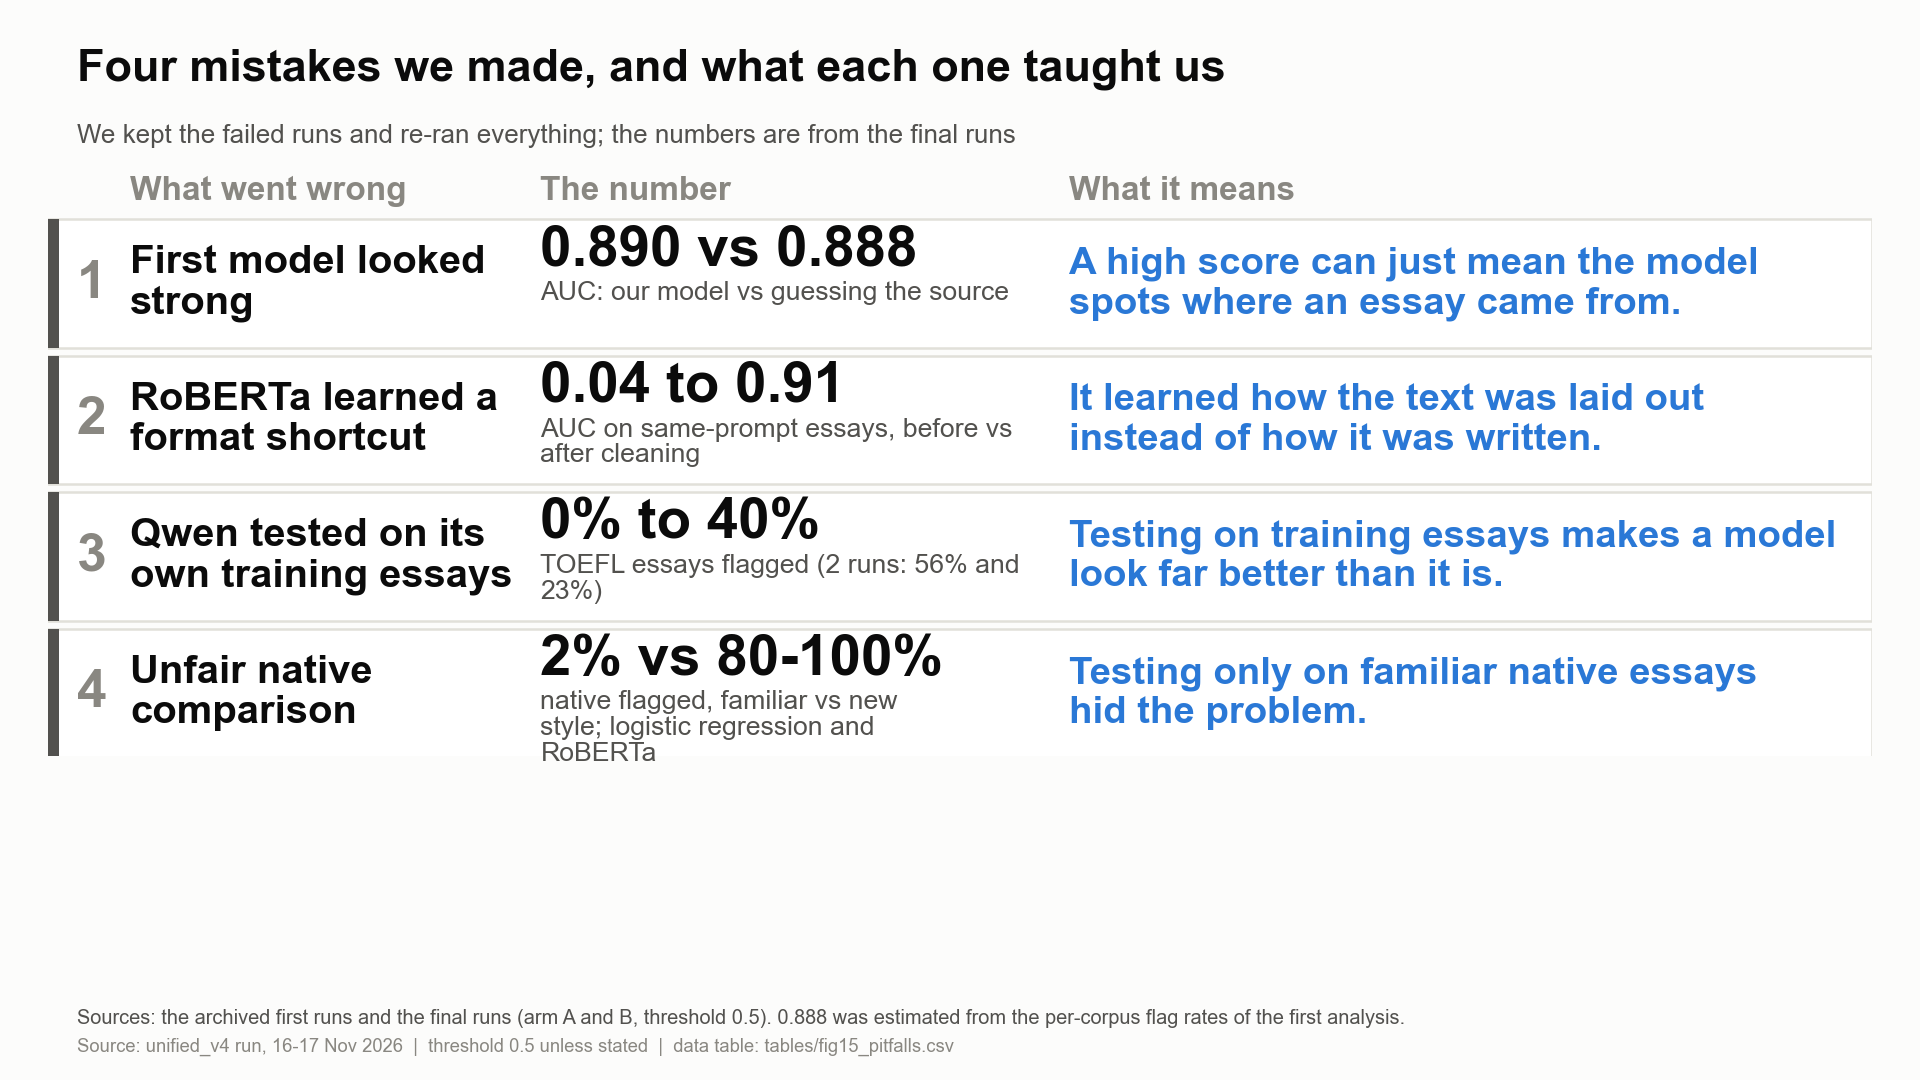 Four mistakes we made, and what each one taught us
We kept the failed runs and re-ran everything; the numbers are from the final runs
What went wrong
The number
What it means
1
First model looked
strong
0.890 vs 0.888
AUC: our model vs guessing the source
A high score can just mean the model
spots where an essay came from.
2
RoBERTa learned a
format shortcut
0.04 to 0.91
AUC on same-prompt essays, before vs
after cleaning
It learned how the text was laid out
instead of how it was written.
3
Qwen tested on its
own training essays
0% to 40%
TOEFL essays flagged (2 runs: 56% and
23%)
Testing on training essays makes a model
look far better than it is.
4
Unfair native
comparison
2% vs 80-100%
native flagged, familiar vs new
style; logistic regression and
RoBERTa
Testing only on familiar native essays
hid the problem.
Sources: the archived first runs and the final runs (arm A and B, threshold 0.5). 0.888 was estimated from the per-corpus flag rates of the first analysis.
Source: unified_v4 run, 16-17 Nov 2026 | threshold 0.5 unless stated | data table: tables/fig15_pitfalls.csv